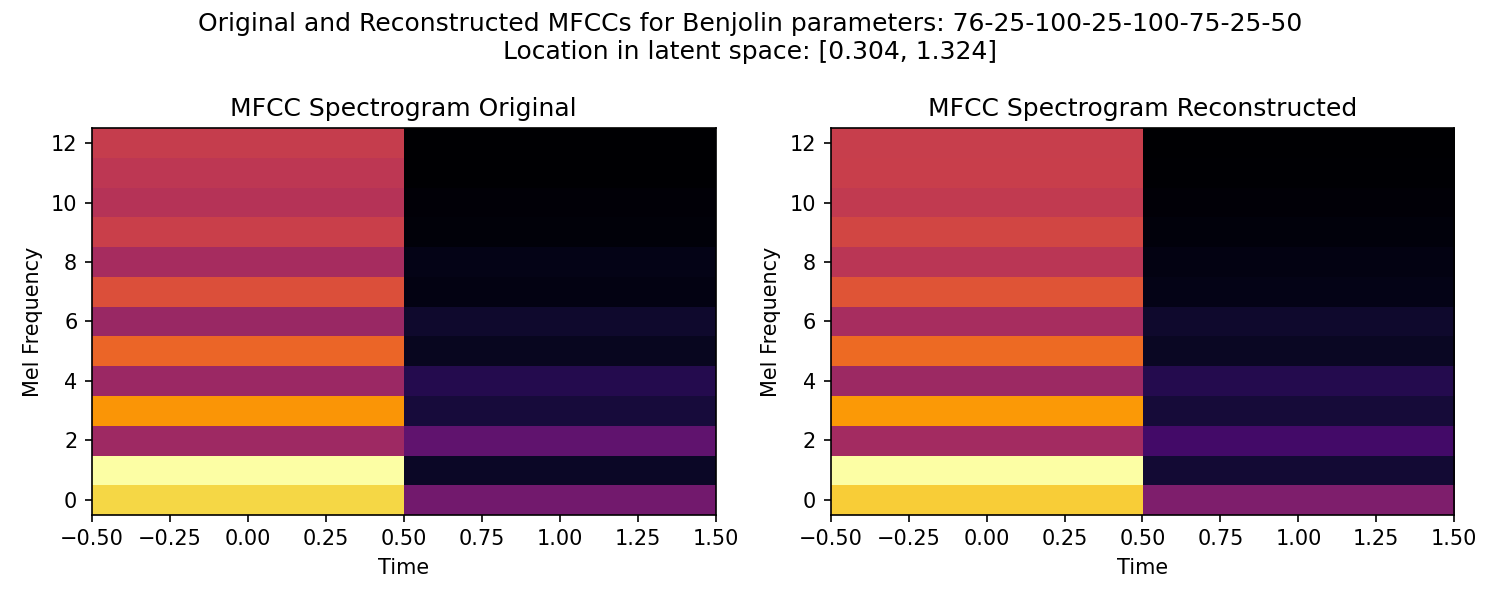 Original and Reconstructed MFCCs for Benjolin parameters: 76-25-100-25-100-75-25-50
Location in latent space: [0.304, 1.324]
MFCC Spectrogram Original
12
10
8
6
4
2
0
Mel Frequency
−0.50 −0.25 0.00 0.25 0.50 0.75 1.00 1.25 1.50
Time
MFCC Spectrogram Reconstructed
12
10
8
6
4
2
0
Mel Frequency
−0.50 −0.25 0.00 0.25 0.50 0.75 1.00 1.25 1.50
Time